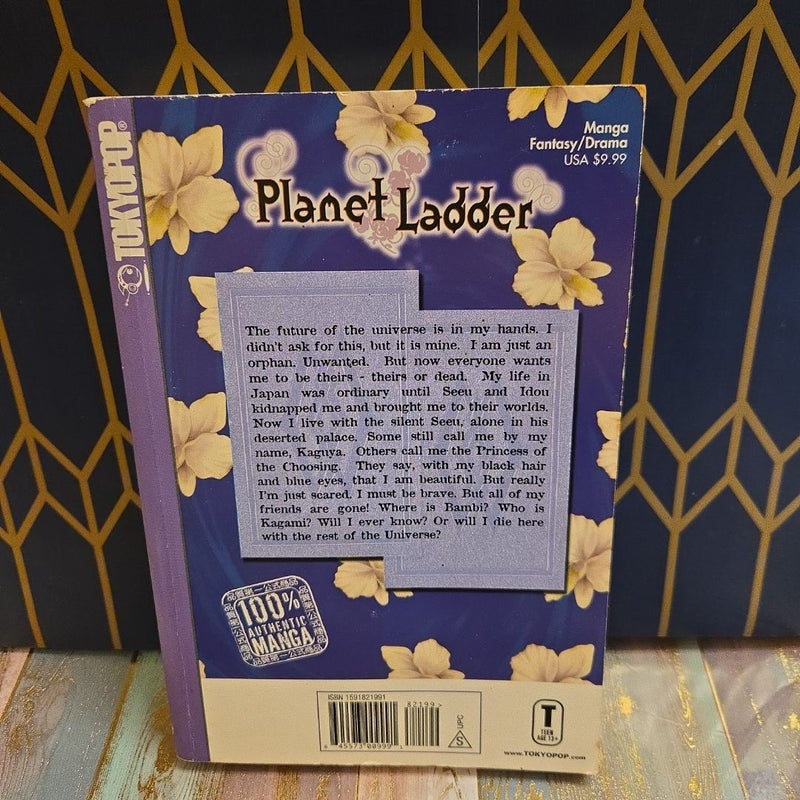 TOKYOPOP®
Manga
Fantasy/Drama
USA $9.99
Planet Ladder
The future of the universe is in my hands. I
didn't ask for this, but it is mine. I am just an
orphan. Unwanted. But now everyone wants
me to be theirs - theirs or dead. My life in
Japan was ordinary until Seeu and Idou
kidnapped me and brought me to their worlds.
Now I live with the silent Seeu, alone in his
deserted palace. Some still call me by my
name, Kaguya. Others call me the Princess of
the Choosing. They say, with my black hair
and blue eyes, that I am beautiful. But really
I'm just scared. I must be brave. But all of my
friends are gone! Where is Bambi? Who is
Kagami? Will I ever know? Or will I die here
with the rest of the Universe?
100%
AUTHENTIC
MANGA
ISBN 1591821991
82199>
45573 00999
S
UPC
T
TEEN
AGE 13+
www.TOKYOPOP.com